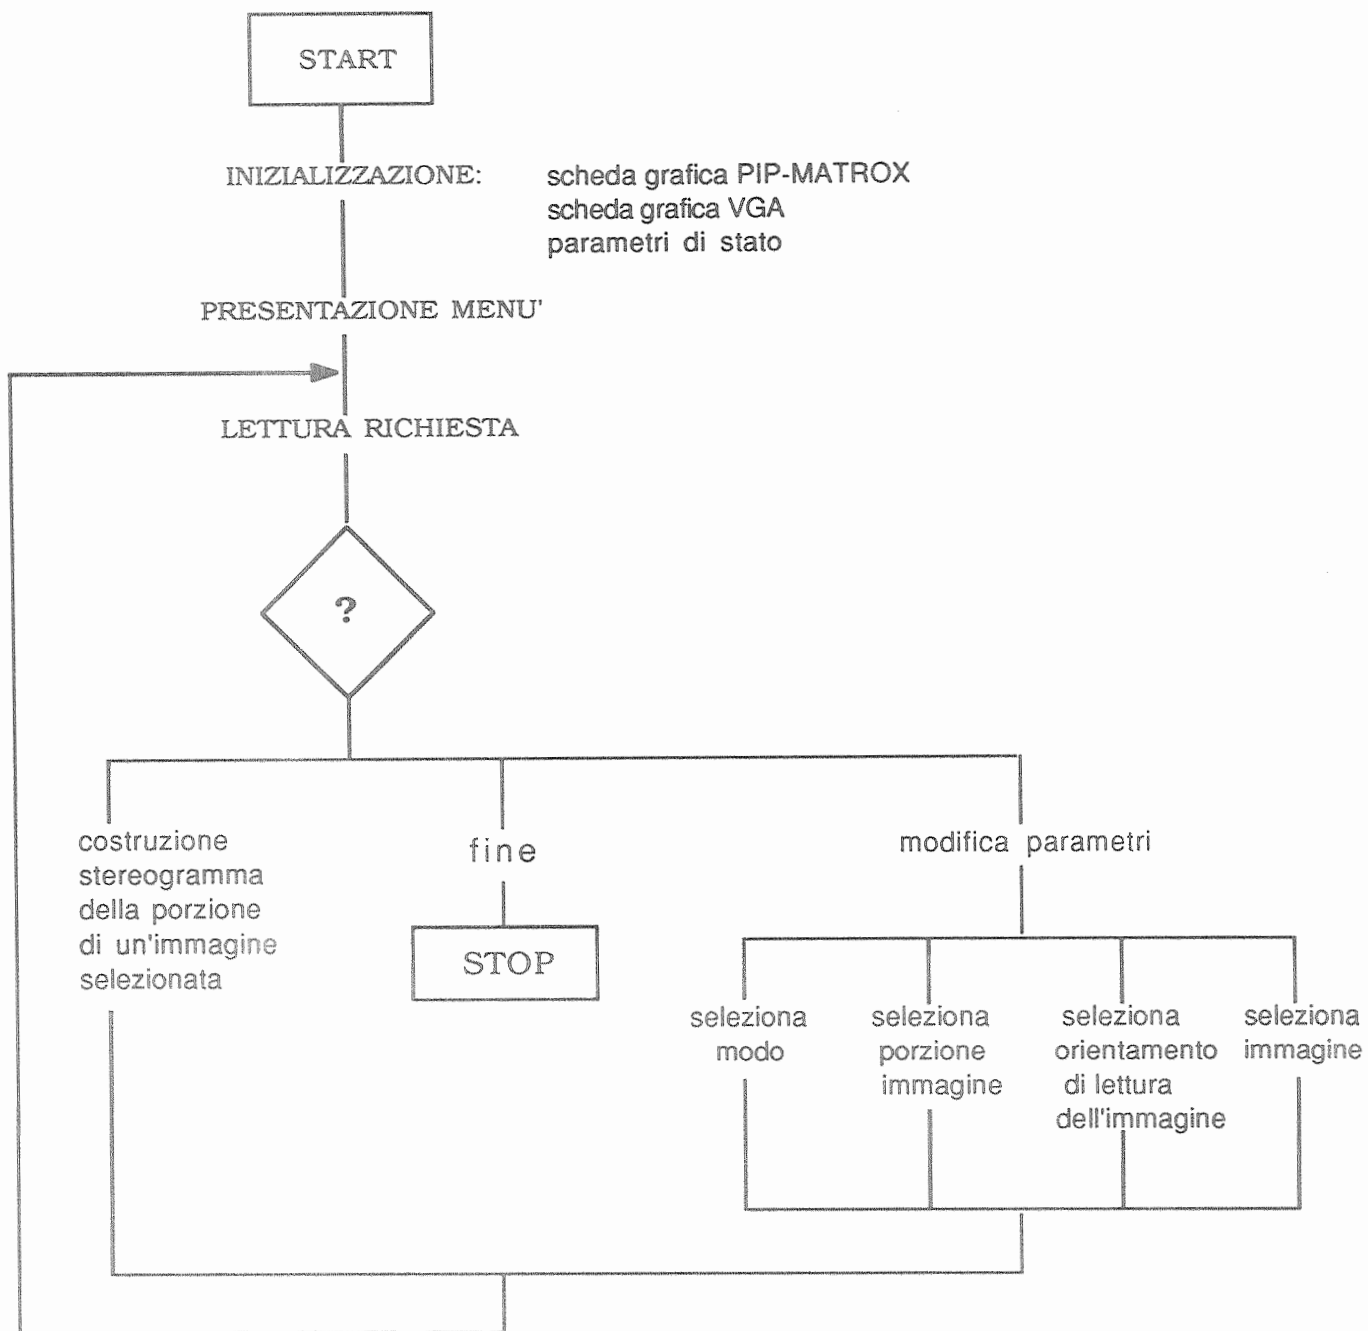 START
INIZIALIZZAZIONE:
scheda grafica PIP-MATROX
scheda grafica VGA
parametri di stato
PRESENTAZIONE MENU'
LETTURA RICHIESTA
?
costruzione
stereogramma
della porzione
di un'immagine
selezionata
fine
STOP
modifica parametri
seleziona
modo
seleziona
porzione
immagine
seleziona
orientamento
di lettura
dell'immagine
seleziona
immagine